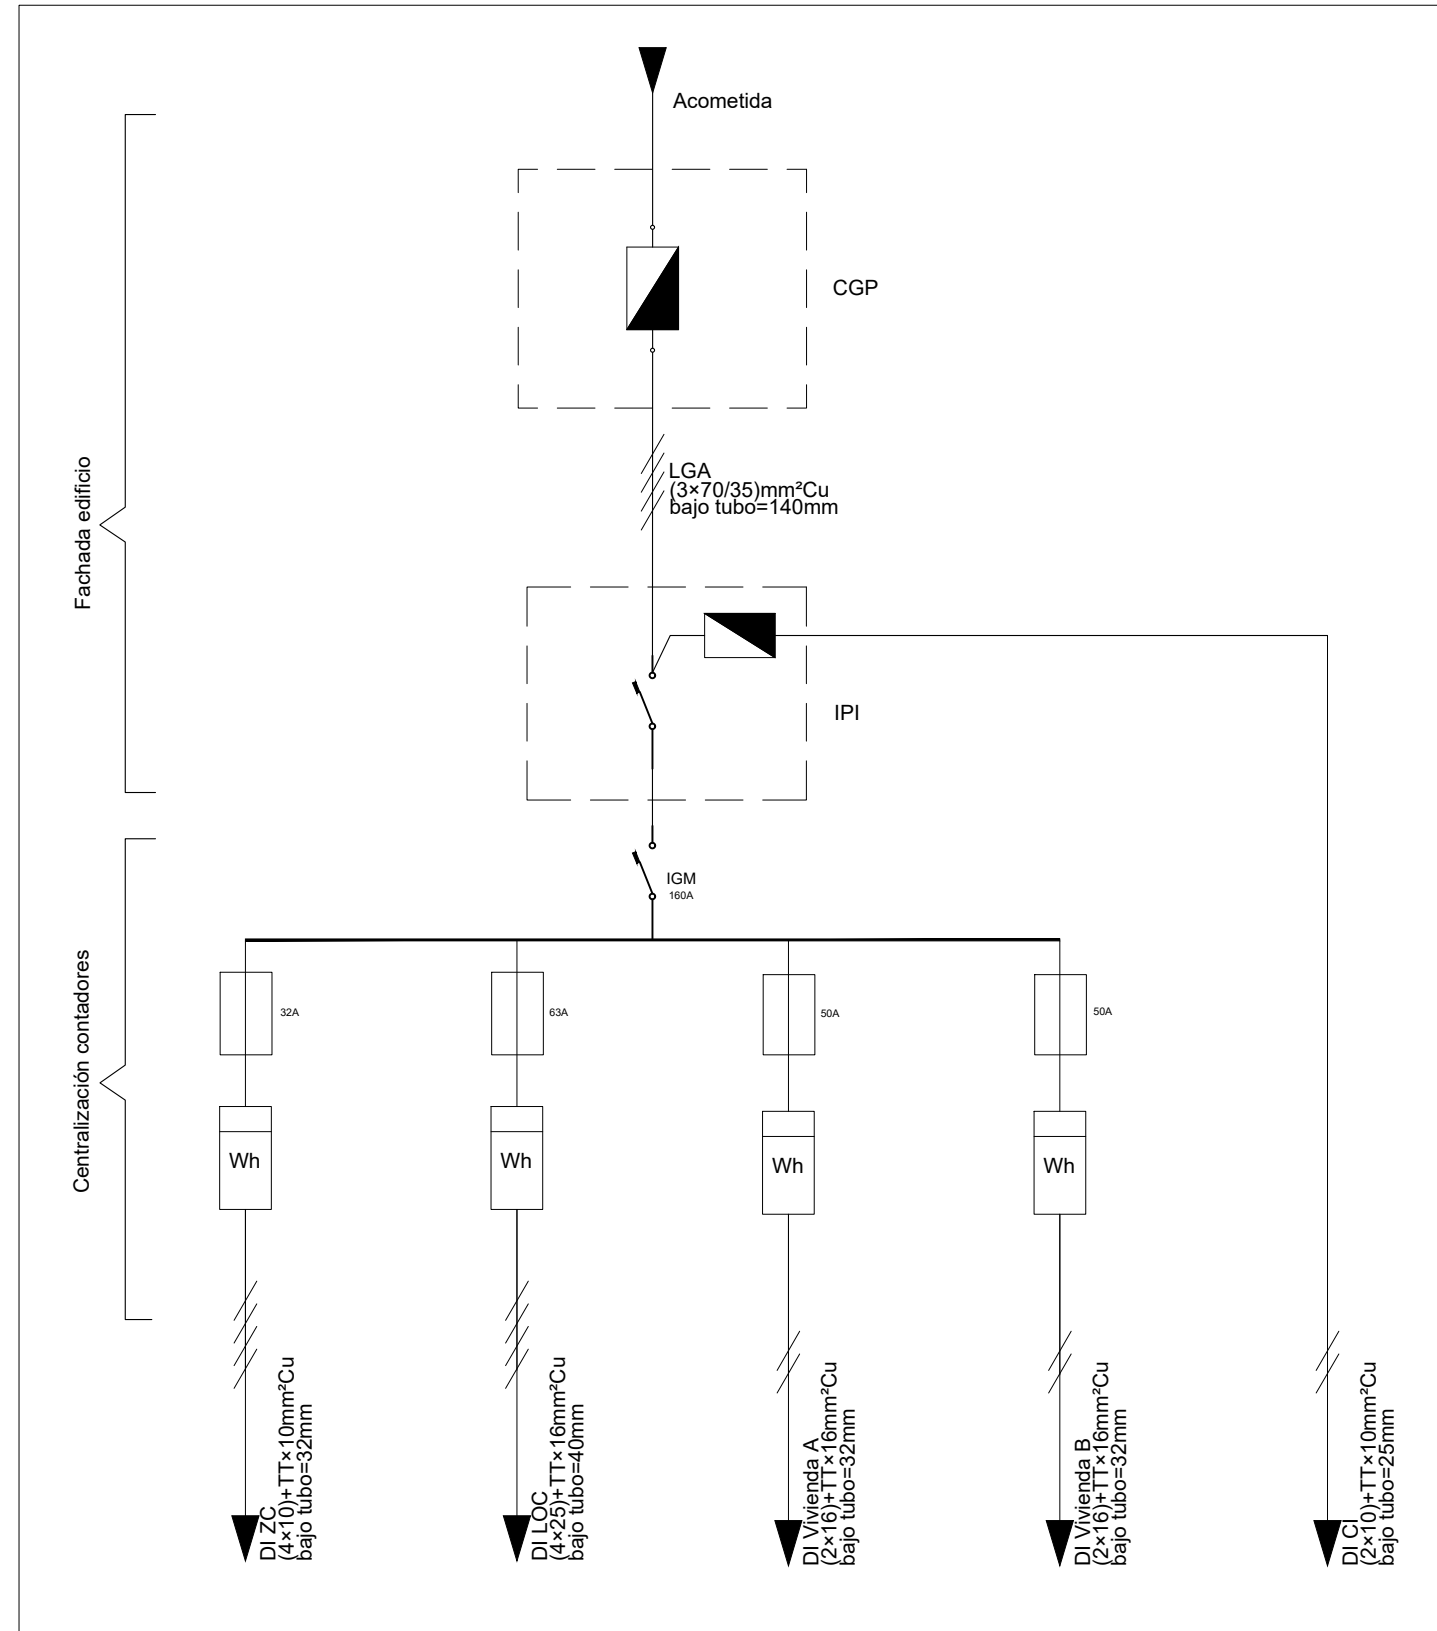 Acometida
CGP
Fachada edificio
LGA
(3×70/35)mm²Cu
bajo tubo=140mm
IPI
IGM
160A
Centralización contadores
32A
63A
50A
50A
Wh
Wh
Wh
Wh
DI ZC
(4×10)+TT×10mm²Cu
bajo tubo=32mm
DI LOC
(4×25)+TT×16mm²Cu
bajo tubo=40mm
DI Vivienda A
(2×16)+TT×16mm²Cu
bajo tubo=32mm
DI Vivienda B
(2×16)+TT×16mm²Cu
bajo tubo=32mm
DI CI
(2×10)+TT×10mm²Cu
bajo tubo=25mm